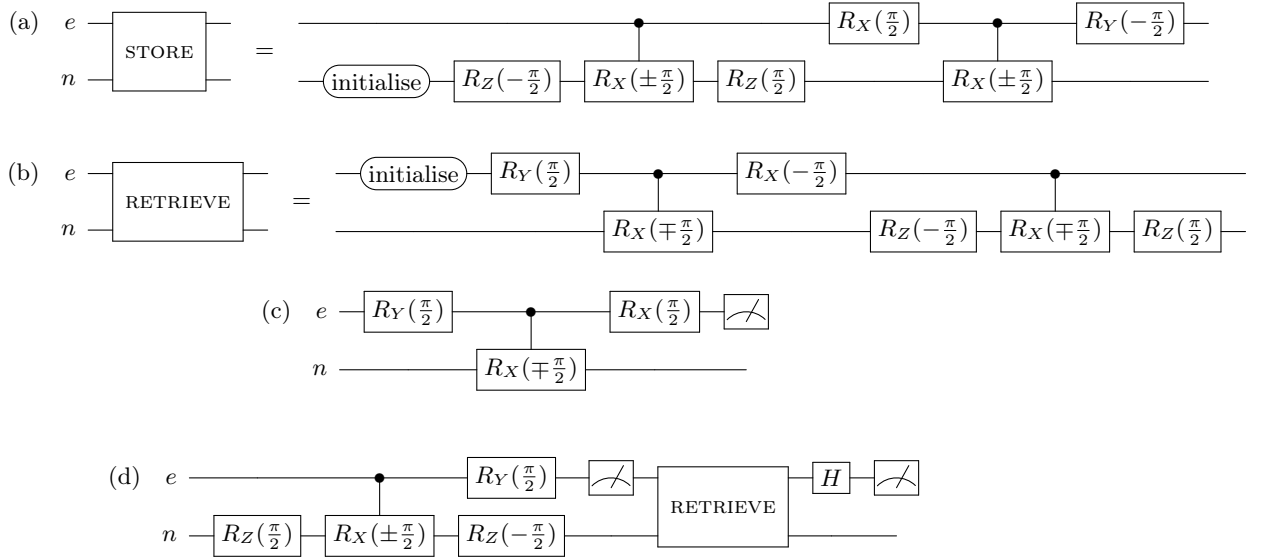 (a) e STORE = R_X(π/2) R_Y(−π/2)
n initialise R_Z(−π/2) R_X(±π/2) R_Z(π/2) R_X(±π/2)
(b) e RETRIEVE = initialise R_Y(π/2) R_X(−π/2)
n R_X(∓π/2) R_Z(−π/2) R_X(∓π/2) R_Z(π/2)
(c) e R_Y(π/2) R_X(π/2)
n R_X(∓π/2)
(d) e R_Y(π/2) RETRIEVE H
n R_Z(π/2) R_X(±π/2) R_Z(−π/2)